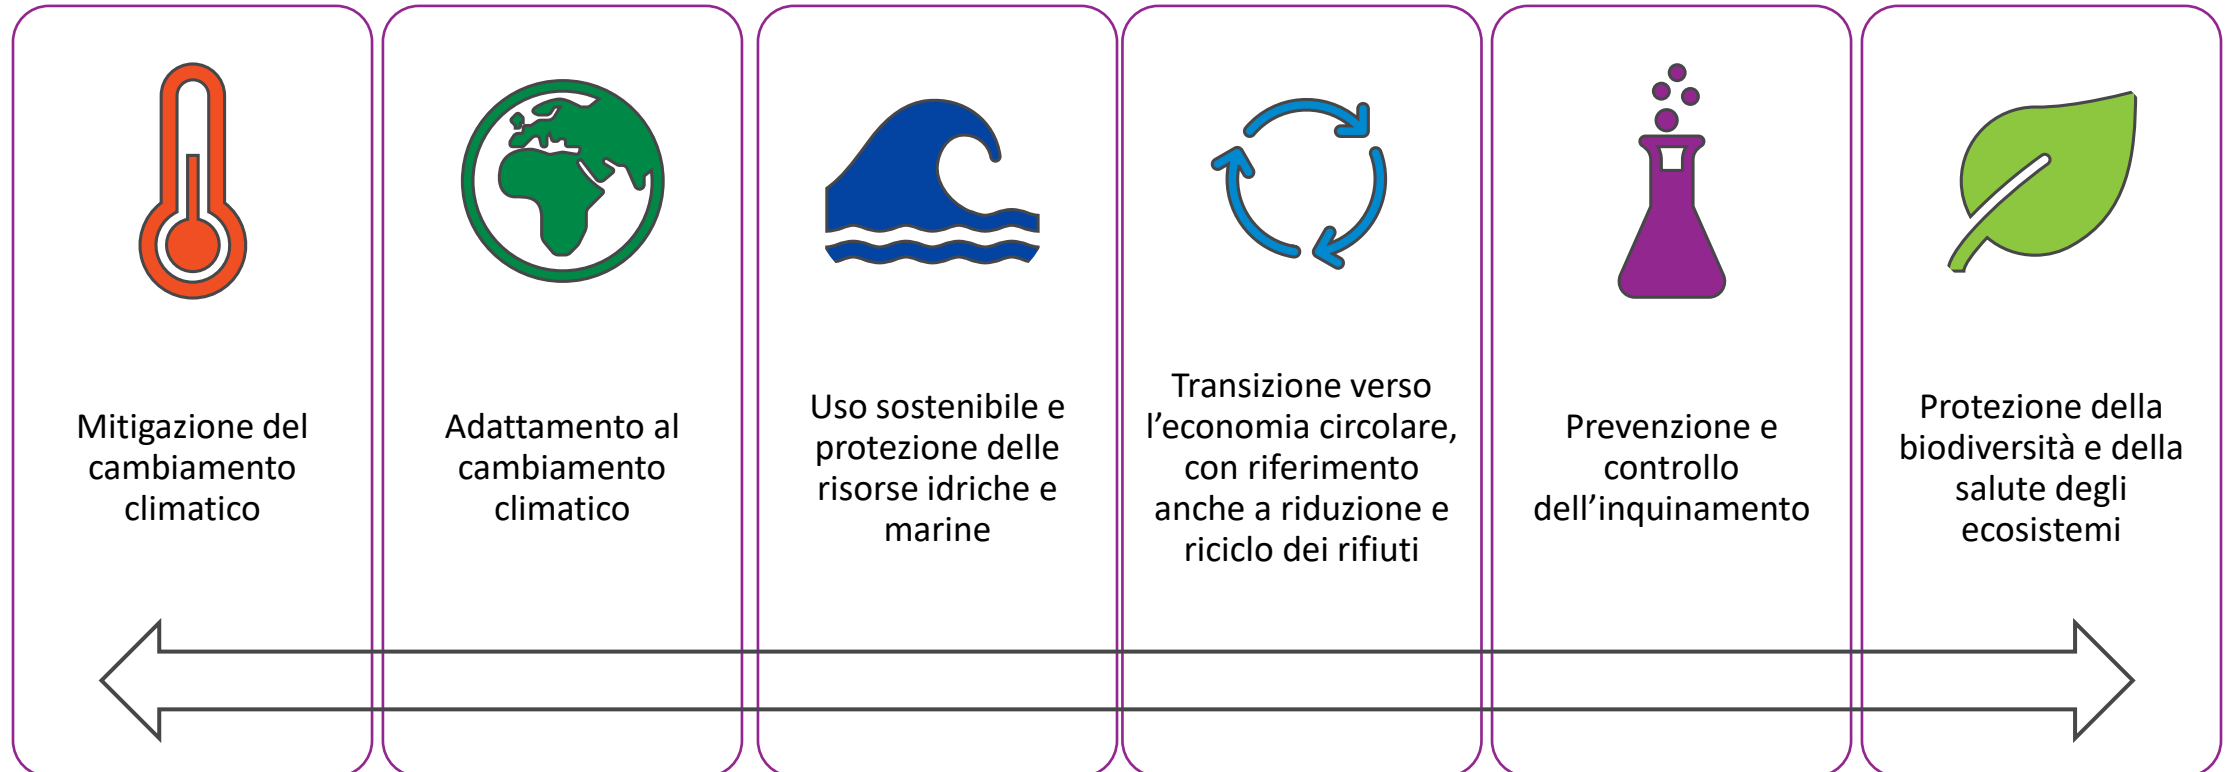 Mitigazione del
cambiamento
climatico
Adattamento al
cambiamento
climatico
Uso sostenibile e
protezione delle
risorse idriche e
marine
Transizione verso
l’economia circolare,
con riferimento
anche a riduzione e
riciclo dei rifiuti
Prevenzione e
controllo
dell’inquinamento
Protezione della
biodiversità e della
salute degli
ecosistemi